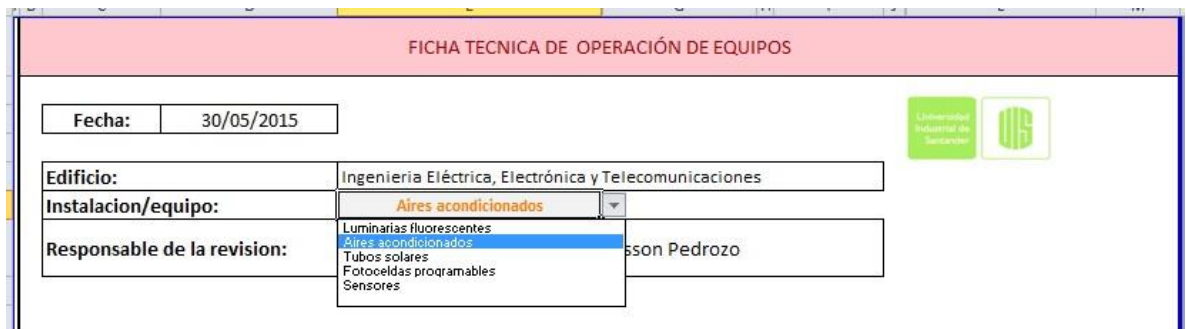 FICHA TECNICA DE OPERACIÓN DE EQUIPOS
Fecha: 30/05/2015
Universidad
Industrial de
Santander
UIS
Edificio: Ingenieria Eléctrica, Electrónica y Telecomunicaciones
Instalacion/equipo: Aires acondicionados
Luminarias fluorescentes
Aires acondicionados
Responsable de la revision: sson Pedrozo
Tubos solares
Fotoceldas programables
Sensores